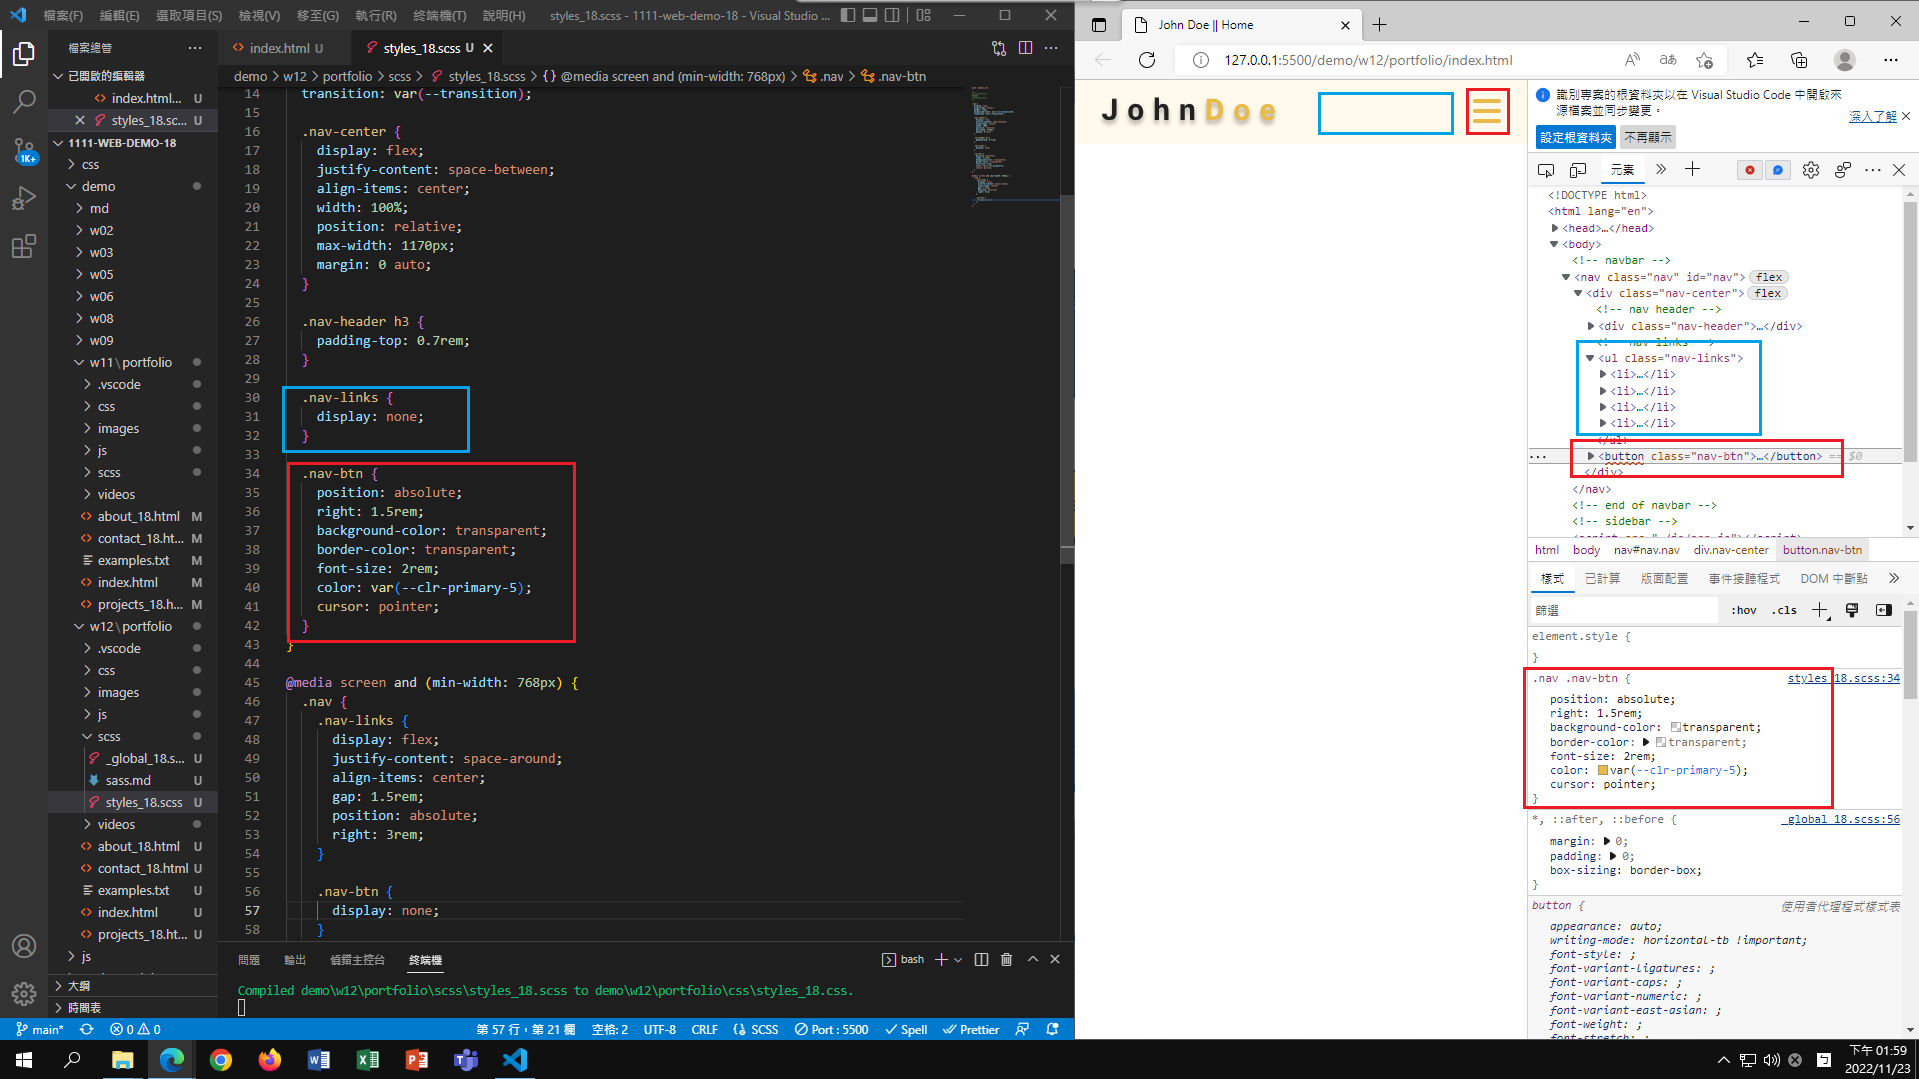 檔案(F) 編輯(E) 選取項目(S) 檢視(V) 移至(G) 執行(R) 終端機(T) 說明(H) styles_18.scss - 1111-web-demo-18 - Visual Studio ...
檔案總管
已開啟的編輯器
index.html... U
styles_18.sc... U
1111-WEB-DEMO-18
css
demo
md
w02
w03
w05
w06
w08
w09
w11\portfolio
.vscode
css
images
js
scss
videos
about_18.html M
contact_18.ht... M
examples.txt M
index.html M
projects_18.h... M
w12\portfolio
.vscode
css
images
js
scss
_global_18.s... U
sass.md U
styles_18.scss U
videos
about_18.html U
contact_18.html U
examples.txt U
index.html U
projects_18.ht... U
js
大綱
時間表
1K+
index.html U
styles_18.scss U
demo > w12 > portfolio > scss > styles_18.scss > {} @media screen and (min-width: 768px) > .nav > .nav-btn
14 transition: var(--transition);
15
16 .nav-center {
17 display: flex;
18 justify-content: space-between;
19 align-items: center;
20 width: 100%;
21 position: relative;
22 max-width: 1170px;
23 margin: 0 auto;
24 }
25
26 .nav-header h3 {
27 padding-top: 0.7rem;
28 }
29
30 .nav-links {
31 display: none;
32 }
33
34 .nav-btn {
35 position: absolute;
36 right: 1.5rem;
37 background-color: transparent;
38 border-color: transparent;
39 font-size: 2rem;
40 color: var(--clr-primary-5);
41 cursor: pointer;
42 }
43 }
44
45 @media screen and (min-width: 768px) {
46 .nav {
47 .nav-links {
48 display: flex;
49 justify-content: space-around;
50 align-items: center;
51 gap: 1.5rem;
52 position: absolute;
53 right: 3rem;
54 }
55
56 .nav-btn {
57 display: none;
58 }
問題 輸出 偵錯主控台 終端機
bash
Compiled demo\w12\portfolio\scss\styles_18.scss to demo\w12\portfolio\css\styles_18.css.
main* 0 0 第 57 行，第 21 欄 空格: 2 UTF-8 CRLF SCSS Port : 5500 Spell Prettier
John Doe || Home
127.0.0.1:5500/demo/w12/portfolio/index.html
JohnDoe
識別專案的根資料夾以在 Visual Studio Code 中開啟來
源檔案並同步變更。
深入了解
設定根資料夾 不再顯示
元素
<!DOCTYPE html>
<html lang="en">
<head>…</head>
<body>
<!-- navbar -->
<nav class="nav" id="nav"> flex
<div class="nav-center"> flex
<!-- nav header -->
<div class="nav-header">…</div>
<!-- nav links -->
<ul class="nav-links">
<li>…</li>
<li>…</li>
<li>…</li>
<li>…</li>
</ul>
<button class="nav-btn">…</button> == $0
</div>
</nav>
<!-- end of navbar -->
<!-- sidebar -->
html body nav#nav.nav div.nav-center button.nav-btn
樣式 已計算 版面配置 事件接聽程式 DOM 中斷點
篩選 :hov .cls
element.style {
}
.nav .nav-btn { styles_18.scss:34
position: absolute;
right: 1.5rem;
background-color: transparent;
border-color: transparent;
font-size: 2rem;
color: var(--clr-primary-5);
cursor: pointer;
}
*, ::after, ::before { _global_18.scss:56
margin: 0;
padding: 0;
box-sizing: border-box;
}
button { 使用者代理程式樣式表
appearance: auto;
writing-mode: horizontal-tb !important;
font-style: ;
font-variant-ligatures: ;
font-variant-caps: ;
font-variant-numeric: ;
font-variant-east-asian: ;
font-weight: ;
font-stretch: ;
下午 01:59
2022/11/23